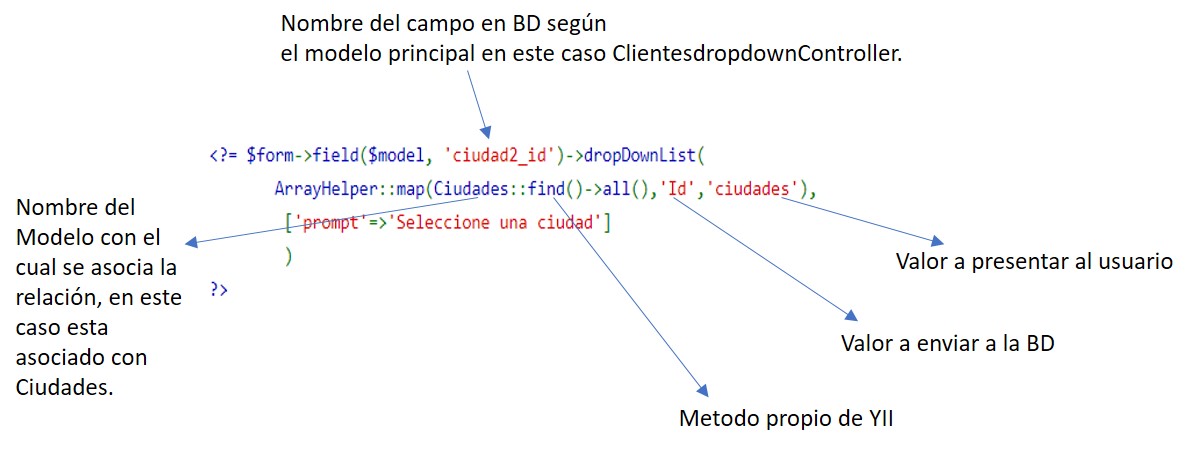 Nombre del campo en BD según
el modelo principal en este caso ClientesdropdownController.
<?= $form->field($model, 'ciudad2_id')->dropDownList(
ArrayHelper::map(Ciudades::find()->all(),'Id','ciudades'),
['prompt'=>'Seleccione una ciudad']
)
?>
Nombre del
Modelo con el
cual se asocia la
relación, en este
caso esta
asociado con
Ciudades.
Valor a presentar al usuario
Valor a enviar a la BD
Metodo propio de YII